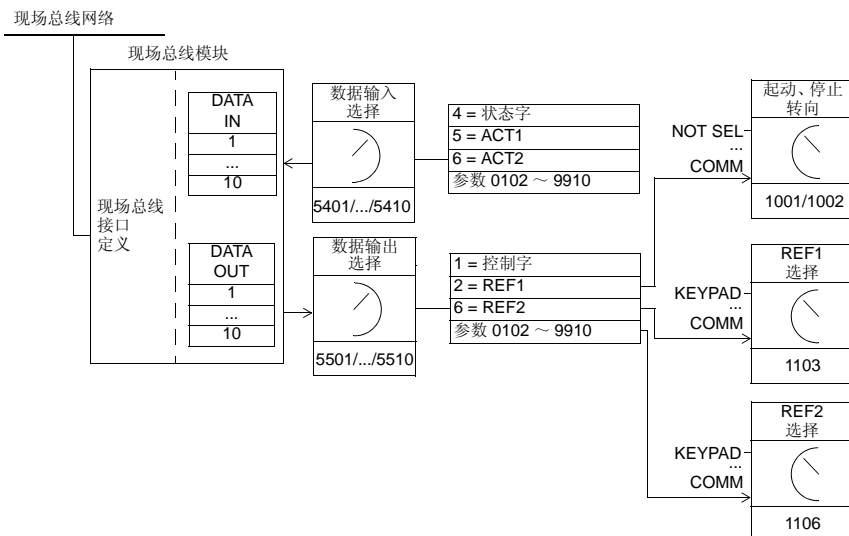 现场总线网络
现场总线模块
现场总线
接口
定义
DATA
IN
1
...
10
DATA
OUT
1
...
10
数据输入
选择
5401/.../5410
数据输出
选择
5501/.../5510
4 = 状态字
5 = ACT1
6 = ACT2
参数 0102 ～ 9910
1 = 控制字
2 = REF1
6 = REF2
参数 0102 ～ 9910
NOT SEL
...
COMM
起动、停止
转向
1001/1002
KEYPAD
...
COMM
REF1
选择
1103
KEYPAD
...
COMM
REF2
选择
1106